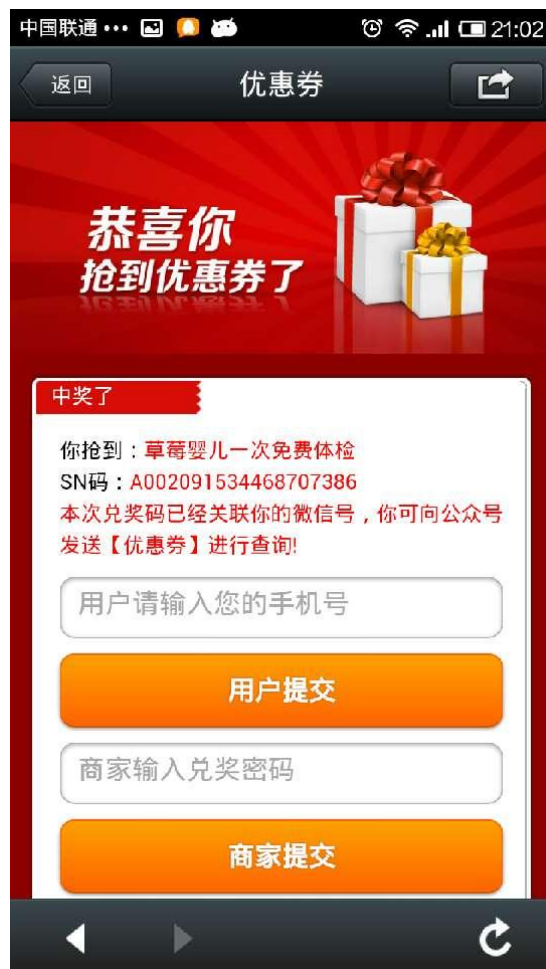 中国联通 ••• 21:02
返回 优惠券
恭喜你
抢到优惠券了
中奖了
你抢到：草莓婴儿一次免费体检
SN码：A002091534468707386
本次兑奖码已经关联你的微信号，你可向公众号
发送【优惠券】进行查询!
用户请输入您的手机号
用户提交
商家输入兑奖密码
商家提交